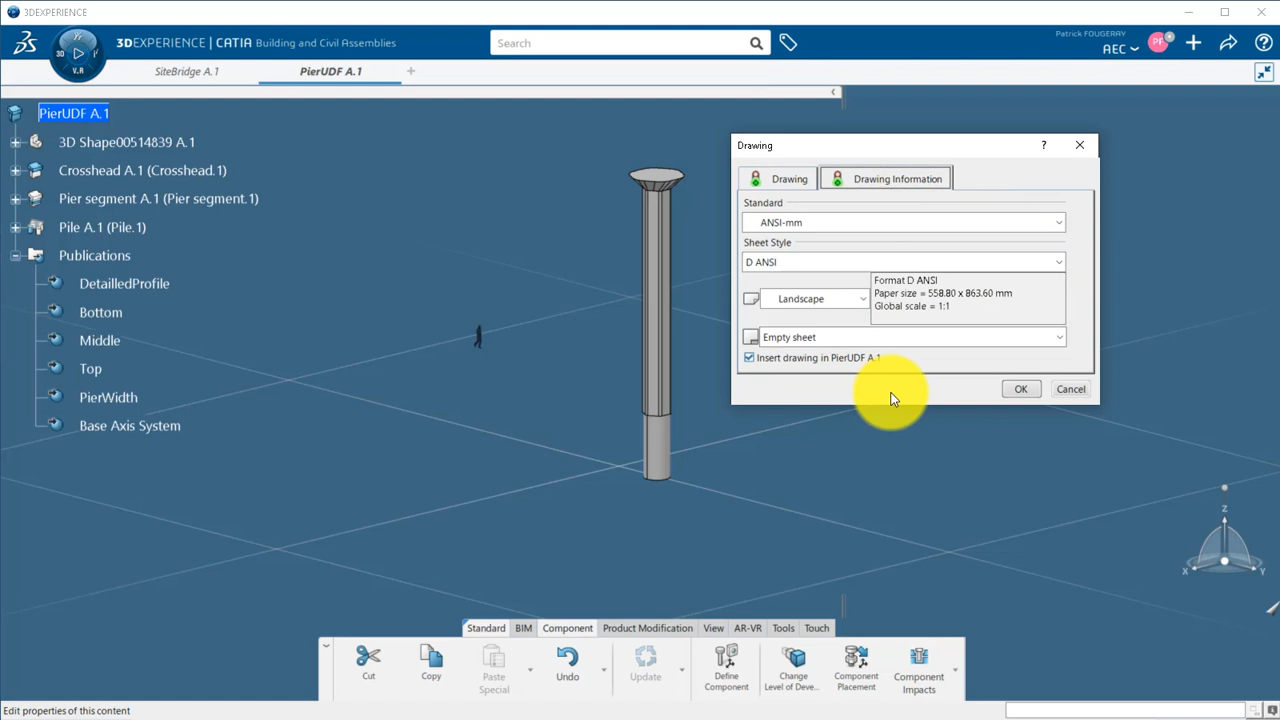 3DEXPERIENCE
3DEXPERIENCE | CATIA Building and Civil Assemblies
Search
Patrick FOUGERAY
AEC
PF
3D
V.R
SiteBridge A.1
PierUDF A.1
PierUDF A.1
3D Shape00514839 A.1
Crosshead A.1 (Crosshead.1)
Pier segment A.1 (Pier segment.1)
Pile A.1 (Pile.1)
Publications
DetailledProfile
Bottom
Middle
Top
PierWidth
Base Axis System
Drawing
Drawing
Drawing Information
Standard
ANSI-mm
Sheet Style
D ANSI
Landscape
Format D ANSI
Paper size = 558.80 x 863.60 mm
Global scale = 1:1
Empty sheet
Insert drawing in PierUDF A.1
OK
Cancel
Z
X
Y
Standard
BIM
Component
Product Modification
View
AR-VR
Tools
Touch
Cut
Copy
Paste Special
Undo
Update
Define Component
Change Level of Deve...
Component Placement
Component Impacts
Edit properties of this content